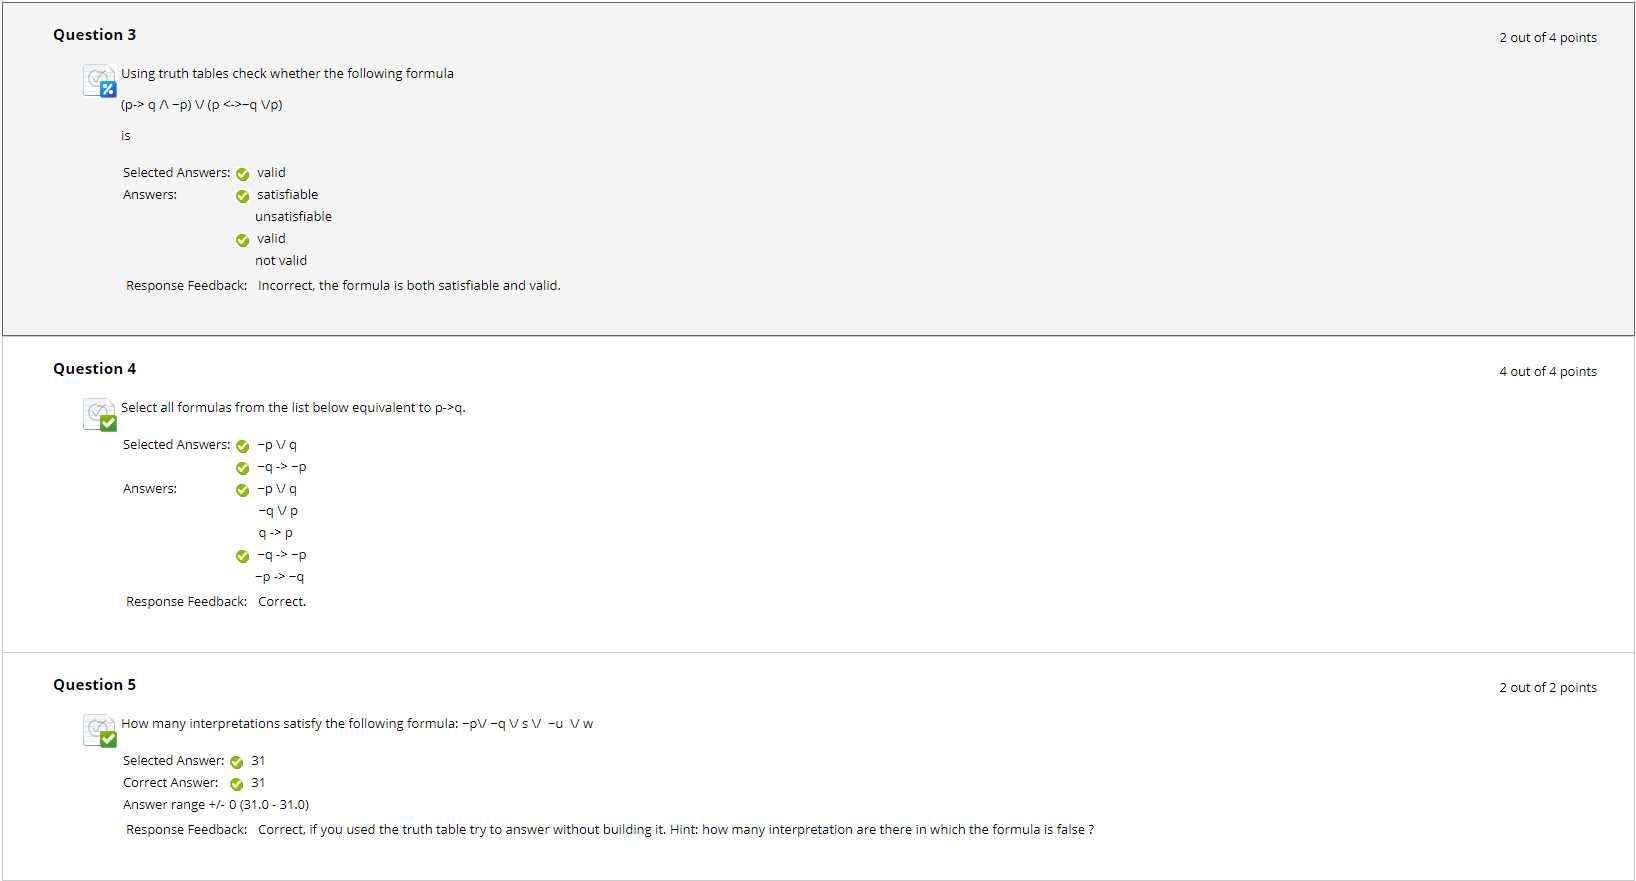 Question 3
2 out of 4 points
Using truth tables check whether the following formula
(p-> q /\ ¬p) \/ (p <->¬q \/p)
is
Selected Answers: valid
Answers: satisfiable
unsatisfiable
valid
not valid
Response Feedback: Incorrect, the formula is both satisfiable and valid.
Question 4
4 out of 4 points
Select all formulas from the list below equivalent to p->q.
Selected Answers: ¬p \/ q
¬q -> ¬p
Answers: ¬p \/ q
¬q \/ p
q -> p
¬q -> ¬p
¬p -> ¬q
Response Feedback: Correct.
Question 5
2 out of 2 points
How many interpretations satisfy the following formula: ¬p\/ ¬q \/ s \/ ¬u \/ w
Selected Answer: 31
Correct Answer: 31
Answer range +/- 0 (31.0 - 31.0)
Response Feedback: Correct, if you used the truth table try to answer without building it. Hint: how many interpretation are there in which the formula is false ?